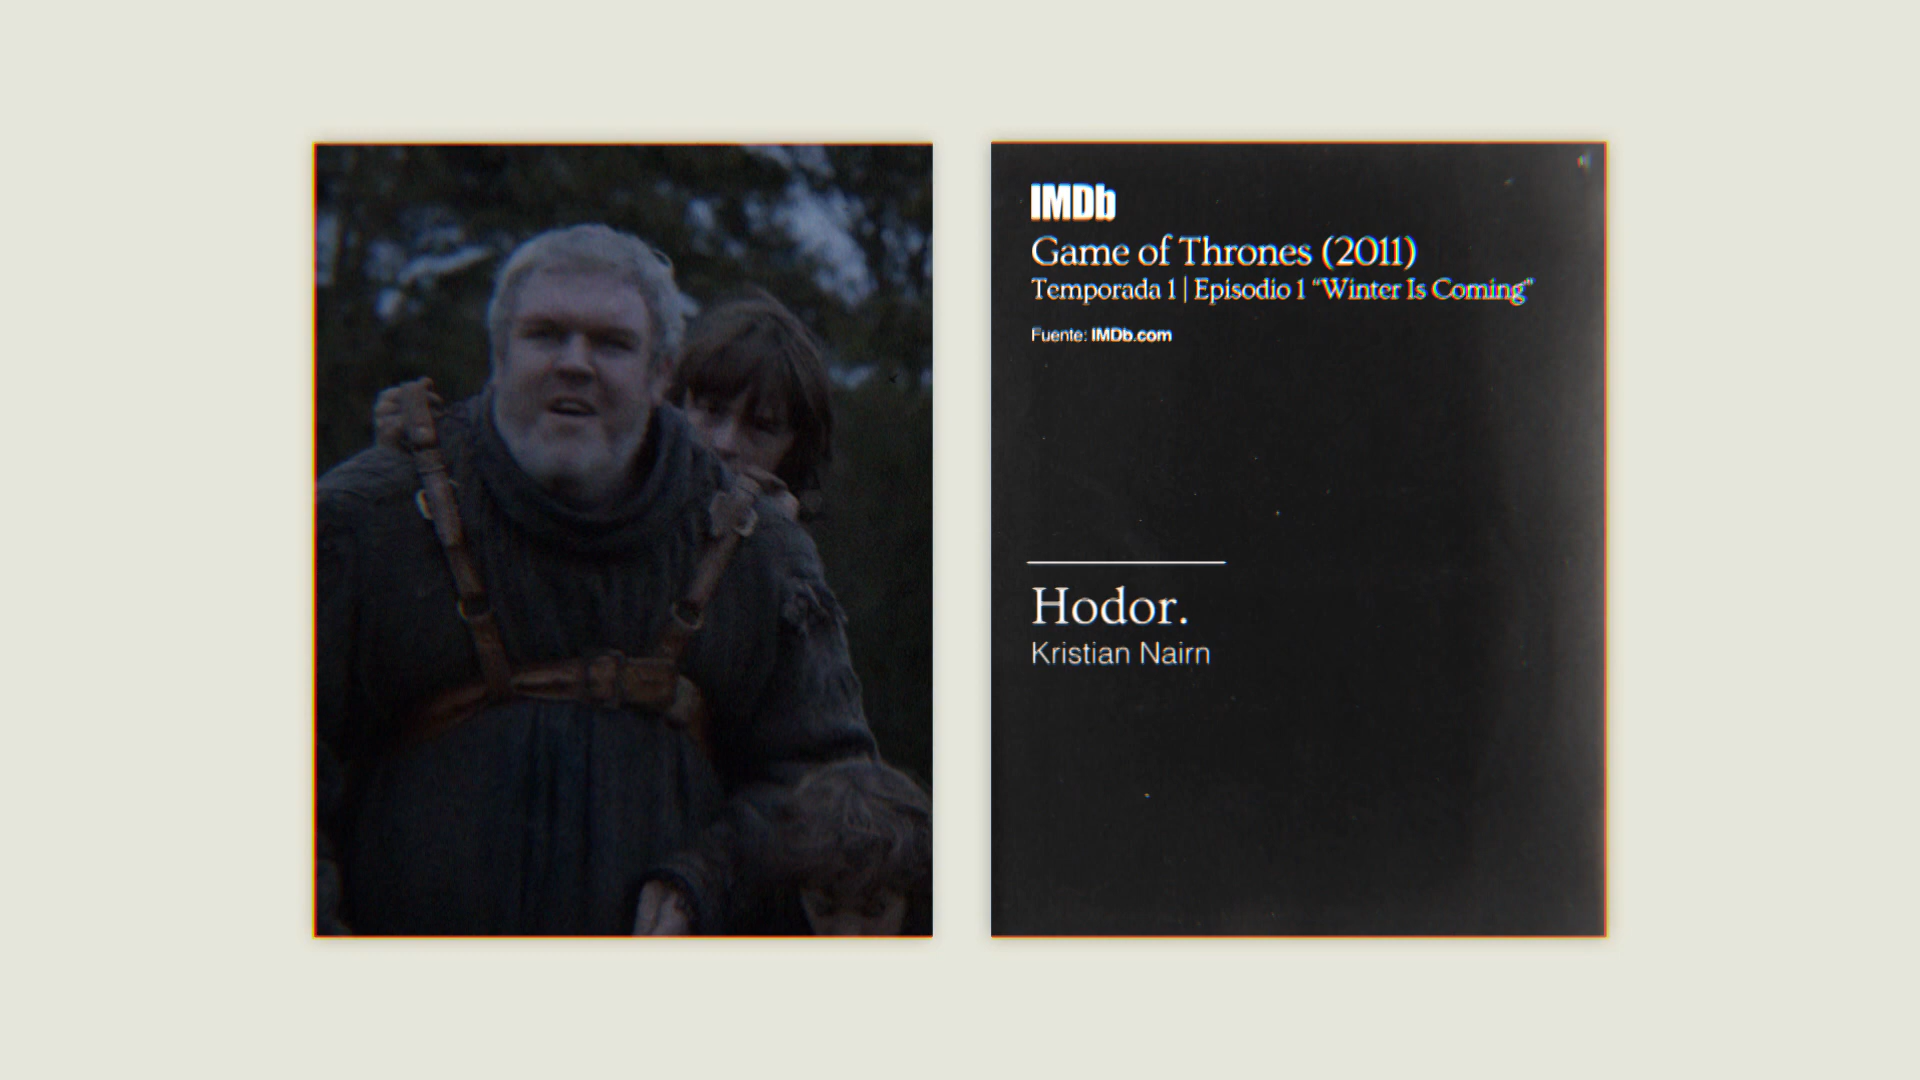 IMDb
Game of Thrones (2011)
Temporada 1 | Episodio 1 “Winter Is Coming”
Fuente: IMDb.com
Hodor.
Kristian Nairn